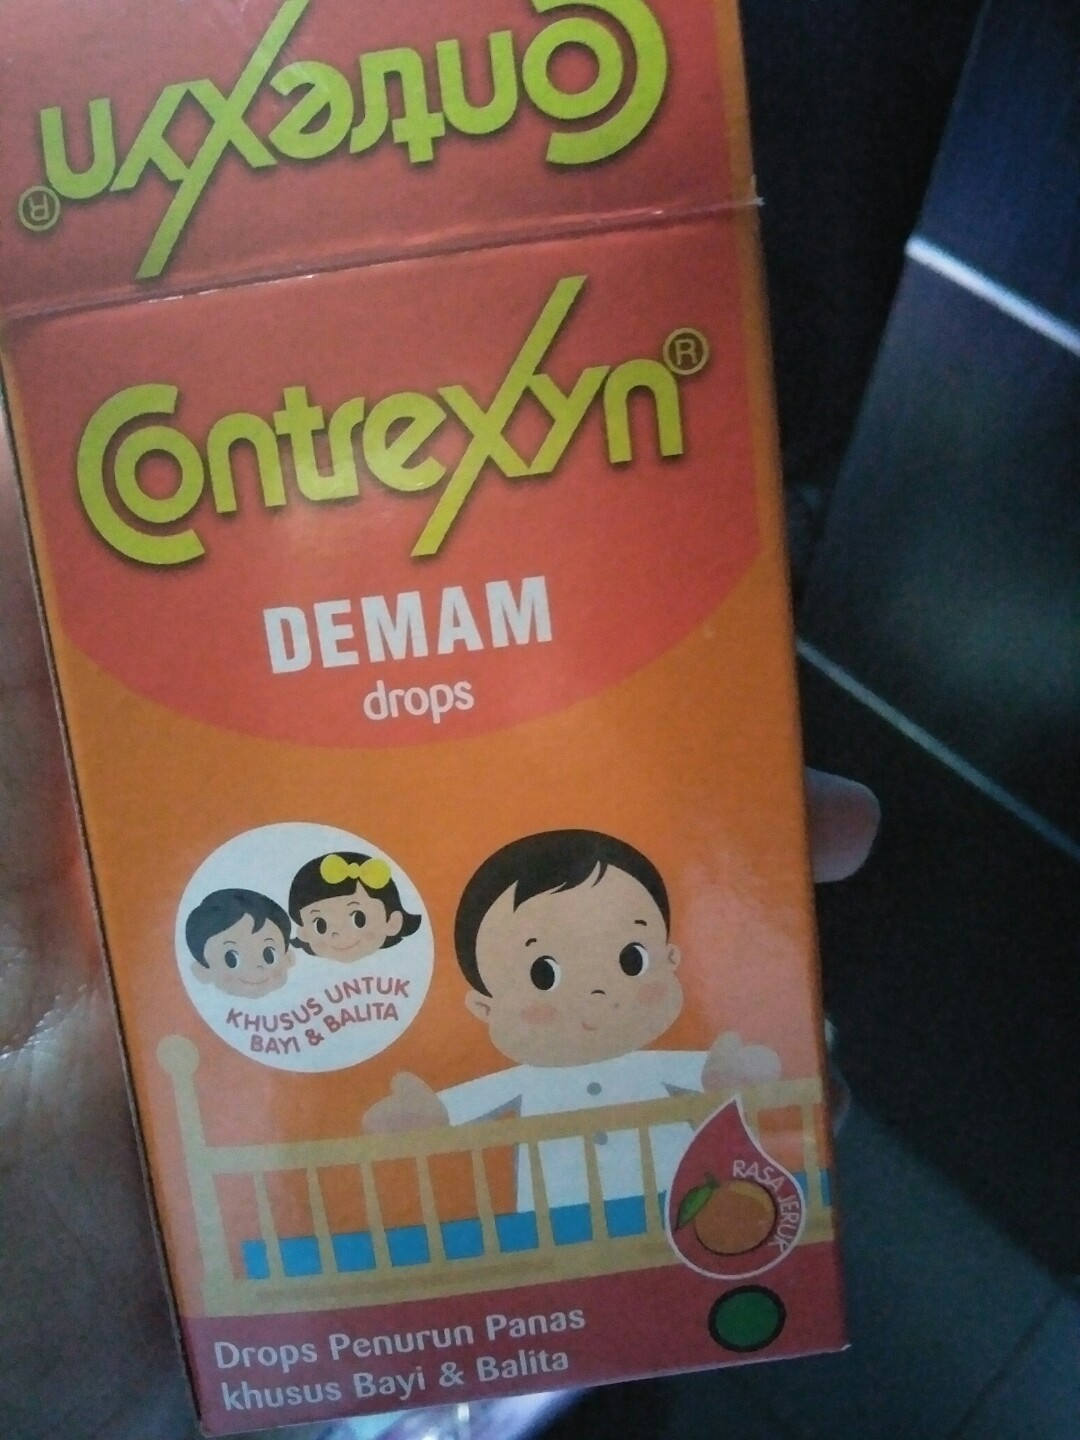 Contrexyn®
Contrexyn®
DEMAM
drops
KHUSUS UNTUK
BAYI & BALITA
RASA JERUK
Drops Penurun Panas
khusus Bayi & Balita